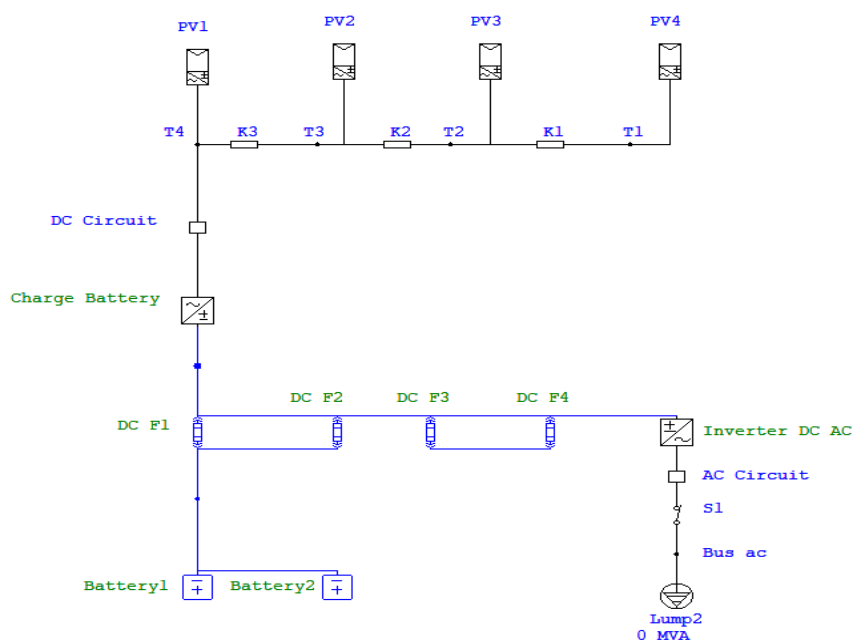 PV1
PV2
PV3
PV4
T4
K3
T3
K2
T2
K1
T1
DC Circuit
Charge Battery
DC F1
DC F2
DC F3
DC F4
Inverter DC AC
AC Circuit
S1
Bus ac
Battery1
Battery2
Lump2
0 MVA